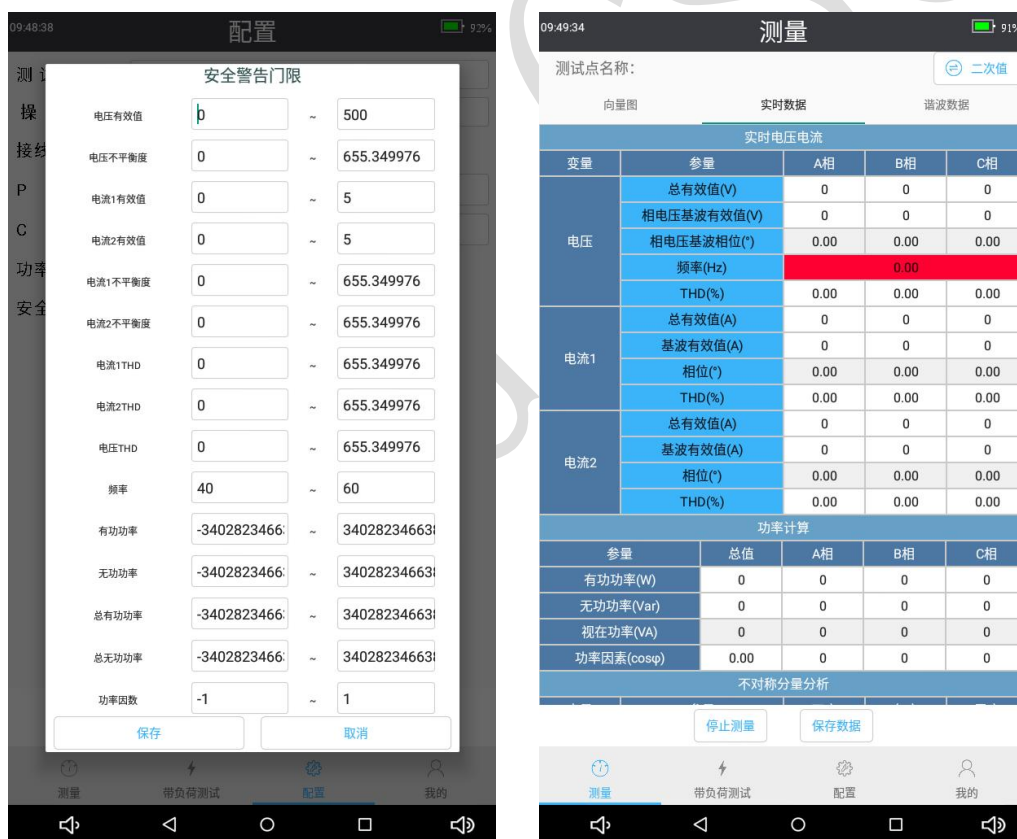 09:48:38 配置 92%
测 i
操
接线
P
C
功率
安全
安全警告门限
电压有效值 0 ~ 500
电压不平衡度 0 ~ 655.349976
电流1有效值 0 ~ 5
电流2有效值 0 ~ 5
电流1不平衡度 0 ~ 655.349976
电流2不平衡度 0 ~ 655.349976
电流1THD 0 ~ 655.349976
电流2THD 0 ~ 655.349976
电压THD 0 ~ 655.349976
频率 40 ~ 60
有功功率 -3402823466 ~ 34028234663
无功功率 -3402823466 ~ 34028234663
总有功功率 -3402823466 ~ 34028234663
总无功功率 -3402823466 ~ 34028234663
功率因数 -1 ~ 1
保存 取消
测量 带负荷测试 配置 我的
09:49:34 测量 91%
测试点名称: 二次值
向量图 实时数据 谐波数据
实时电压电流
变量 参量 A相 B相 C相
电压
总有效值(V) 0 0 0
相电压基波有效值(V) 0 0 0
相电压基波相位(°) 0.00 0.00 0.00
频率(Hz) 0.00
THD(%) 0.00 0.00 0.00
电流1
总有效值(A) 0 0 0
基波有效值(A) 0 0 0
相位(°) 0.00 0.00 0.00
THD(%) 0.00 0.00 0.00
电流2
总有效值(A) 0 0 0
基波有效值(A) 0 0 0
相位(°) 0.00 0.00 0.00
THD(%) 0.00 0.00 0.00
功率计算
参量 总值 A相 B相 C相
有功功率(W) 0 0 0 0
无功功率(Var) 0 0 0 0
视在功率(VA) 0 0 0 0
功率因素(cosφ) 0.00 0 0 0
不对称分量分析
停止测量 保存数据
测量 带负荷测试 配置 我的